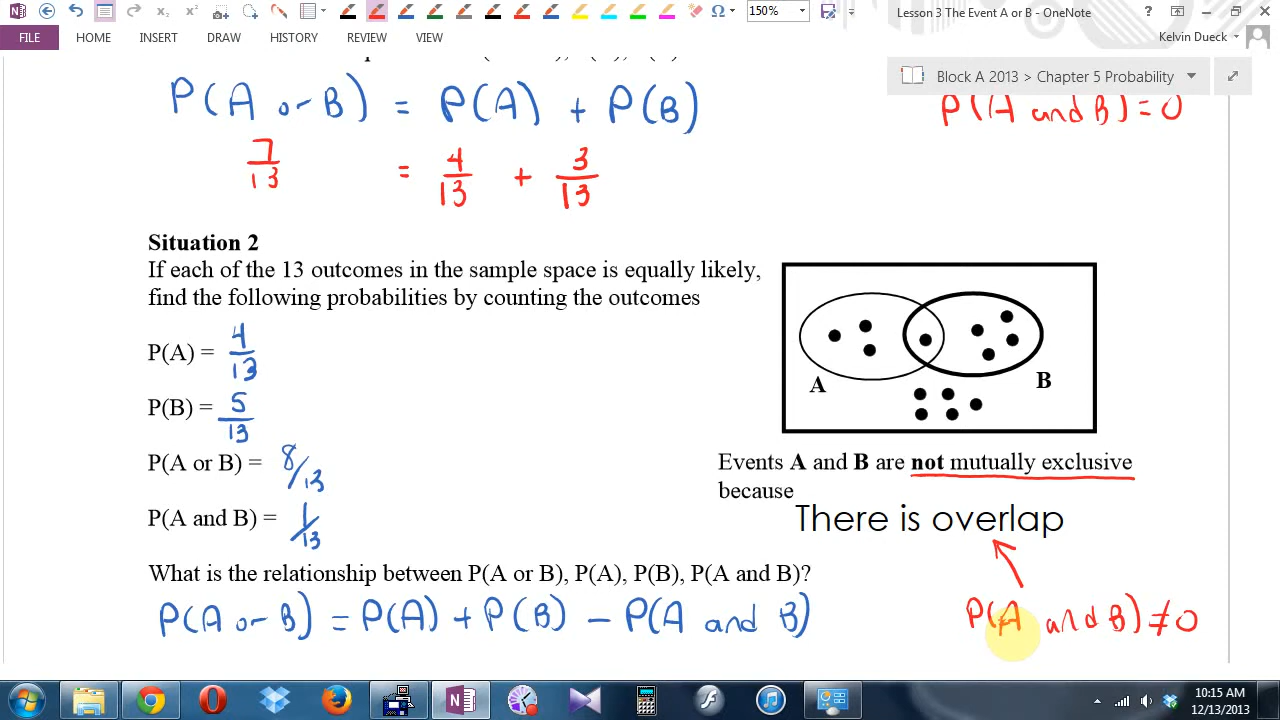 Lesson 3 The Event A or B - OneNote
150%
FILE HOME INSERT DRAW HISTORY REVIEW VIEW
Kelvin Dueck
Block A 2013 > Chapter 5 Probability
P(A or B) = P(A) + P(B)
P(A and B) = 0
7/13 = 4/13 + 3/13
Situation 2
If each of the 13 outcomes in the sample space is equally likely,
find the following probabilities by counting the outcomes
P(A) = 4/13
P(B) = 5/13
P(A or B) = 8/13
P(A and B) = 1/13
A
B
Events A and B are not mutually exclusive
because
There is overlap
What is the relationship between P(A or B), P(A), P(B), P(A and B)?
P(A or B) = P(A) + P(B) - P(A and B)
P(A and B) ≠ 0
10:15 AM
12/13/2013